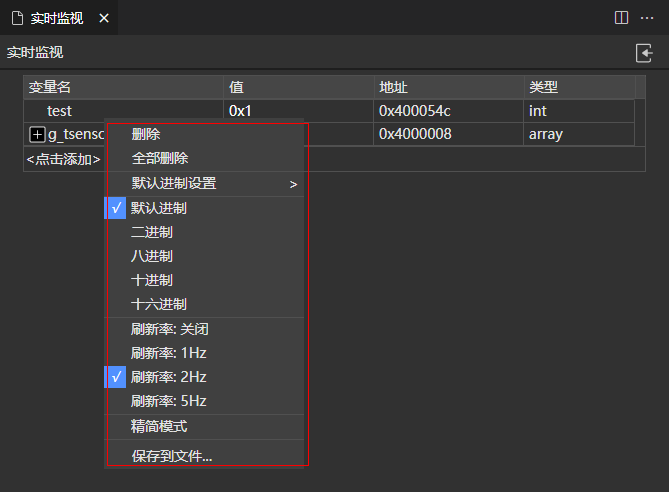 实时监视
实时监视
变量名 值 地址 类型
test 0x1 0x400054c int
g_tsensc 0x4000008 array
<点击添加>
删除
全部删除
默认进制设置 >
默认进制
二进制
八进制
十进制
十六进制
刷新率: 关闭
刷新率: 1Hz
刷新率: 2Hz
刷新率: 5Hz
精简模式
保存到文件...